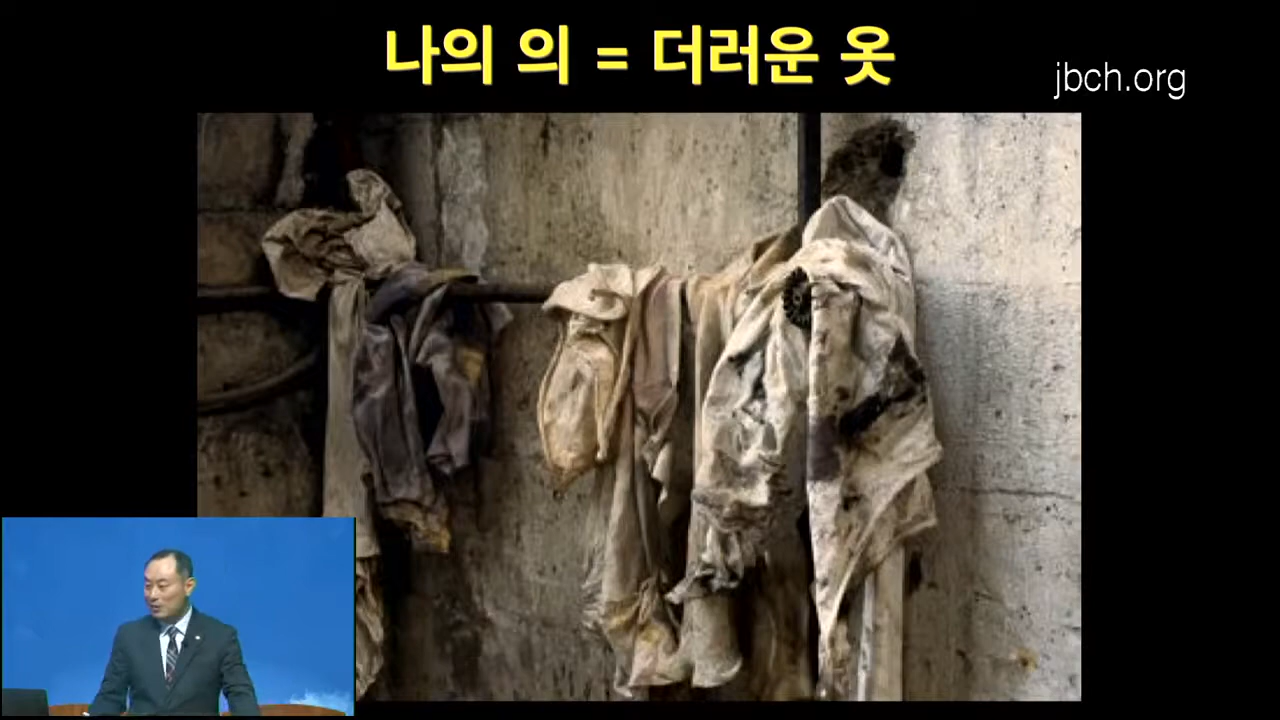 나의 의 = 더러운 옷
jbch.org